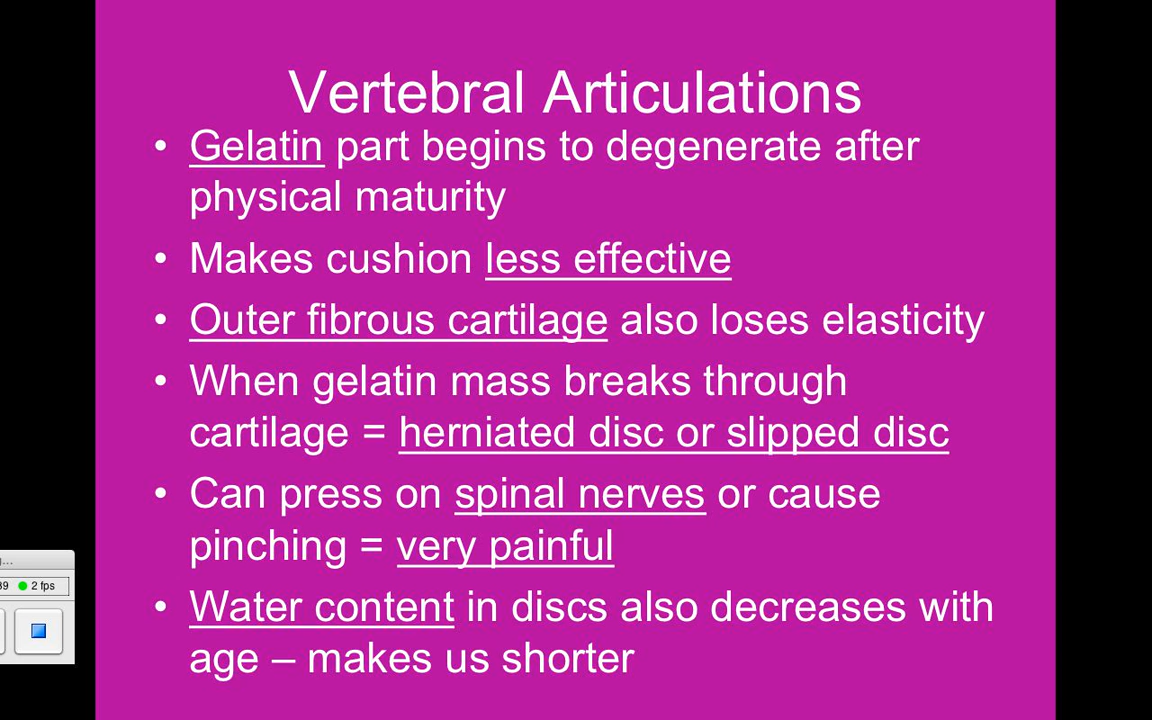 Vertebral Articulations
• Gelatin part begins to degenerate after
physical maturity
• Makes cushion less effective
• Outer fibrous cartilage also loses elasticity
• When gelatin mass breaks through
cartilage = herniated disc or slipped disc
• Can press on spinal nerves or cause
pinching = very painful
• Water content in discs also decreases with
age – makes us shorter
39 2 fps